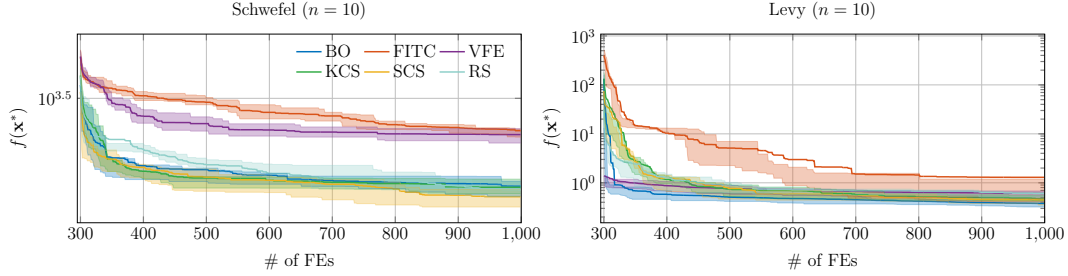 Schwefel (n = 10)
f(x*)
10^3.5
BO FITC VFE
KCS SCS RS
300 400 500 600 700 800 900 1,000
# of FEs
Levy (n = 10)
f(x*)
10^3
10^2
10^1
10^0
300 400 500 600 700 800 900 1,000
# of FEs